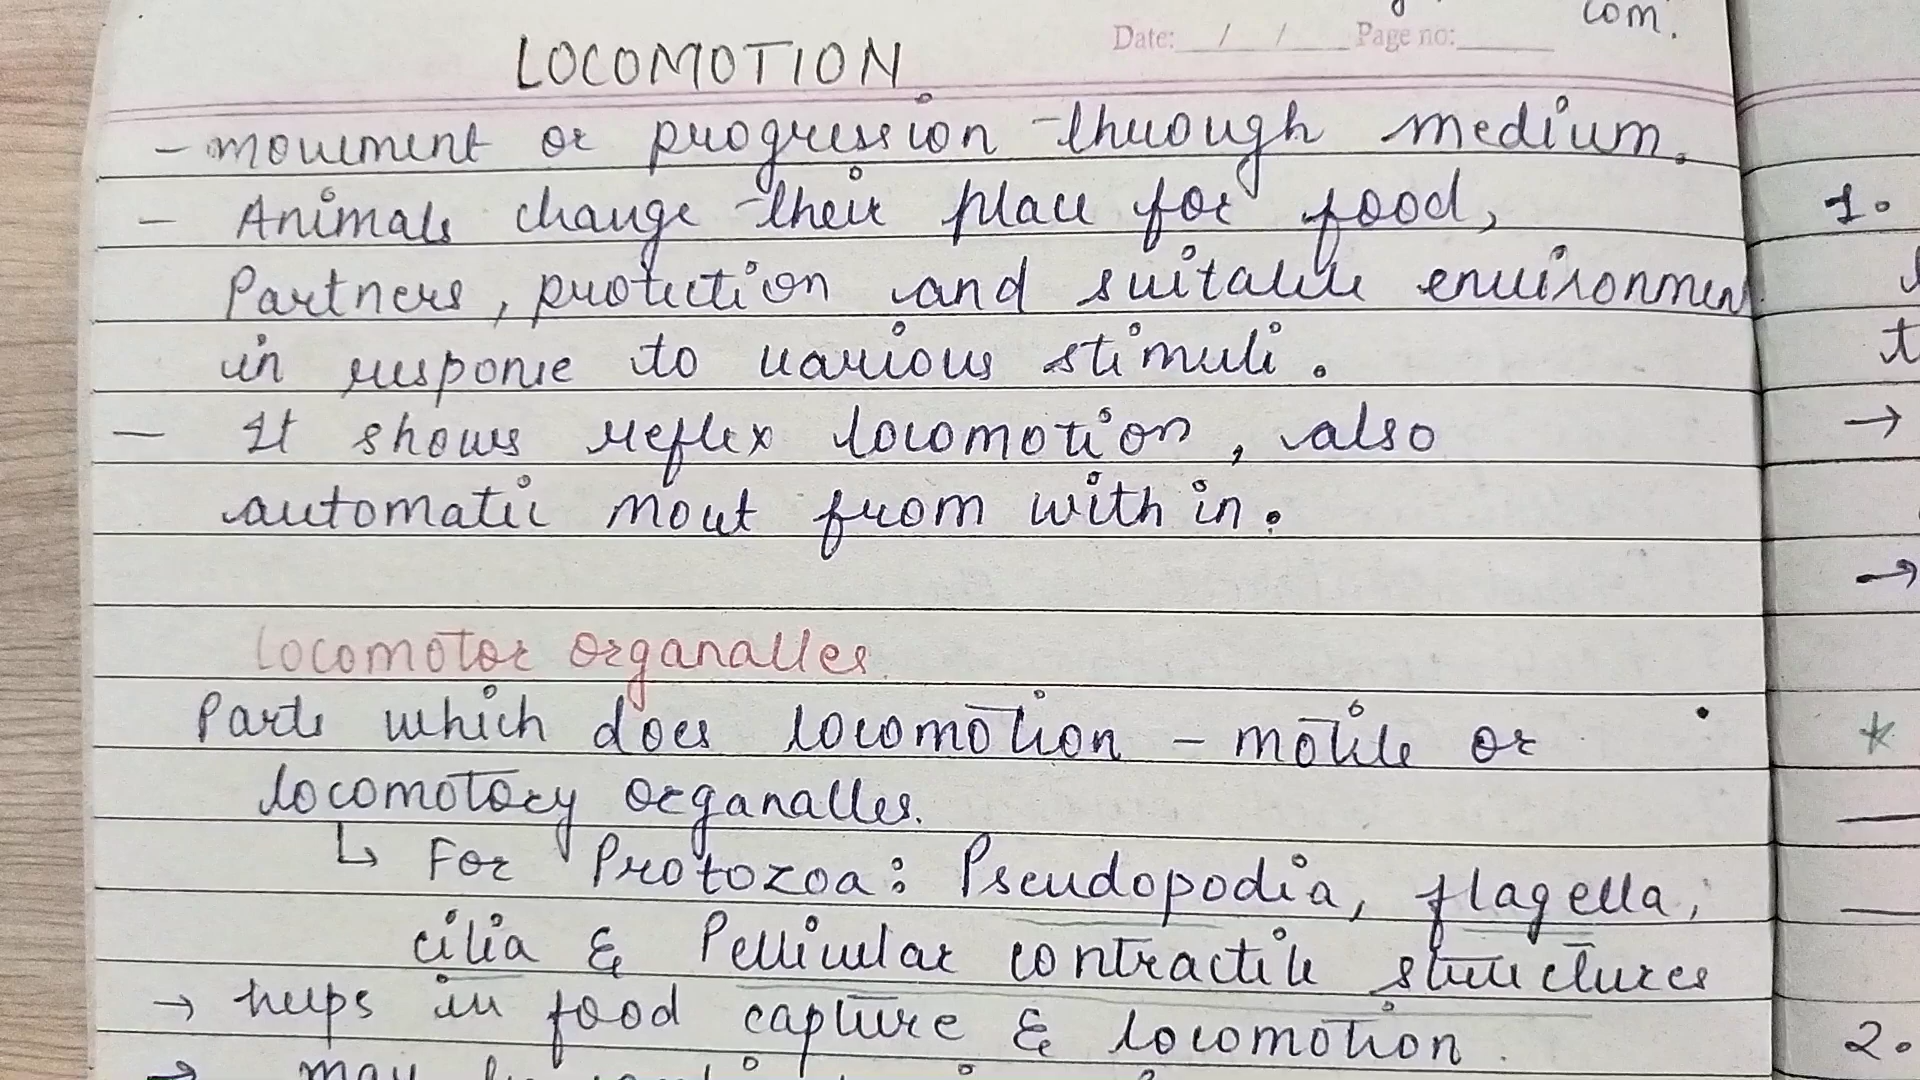 com.
Date: / / Page no:
LOCOMOTION
- movement or progression through medium.
- Animals change their place for food,
Partners, protection and suitable environmen
in response to various stimuli.
- It shows reflex locomotion, also
automatic movt from with in.
Locomotor organalles
Parts which does locomotion - motile or
locomotory organalles.
↳ For Protozoa: Pseudopodia, flagella,
cilia & Pellicular contractile structures
→ helps in food capture & locomotion.
→ may be
1.
t
→
→
*
2.